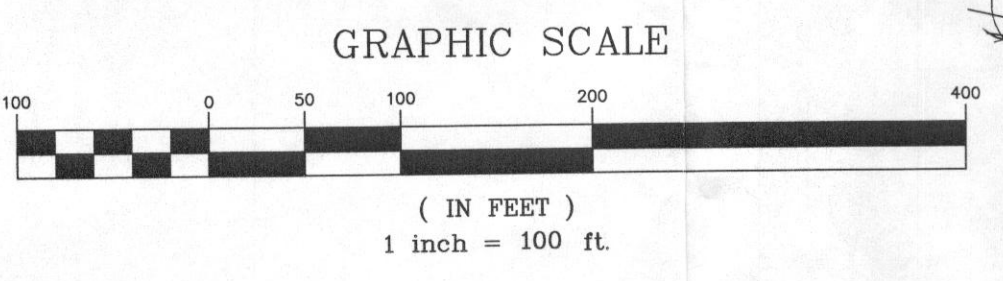 GRAPHIC SCALE
100 0 50 100 200 400
( IN FEET )
1 inch = 100 ft.